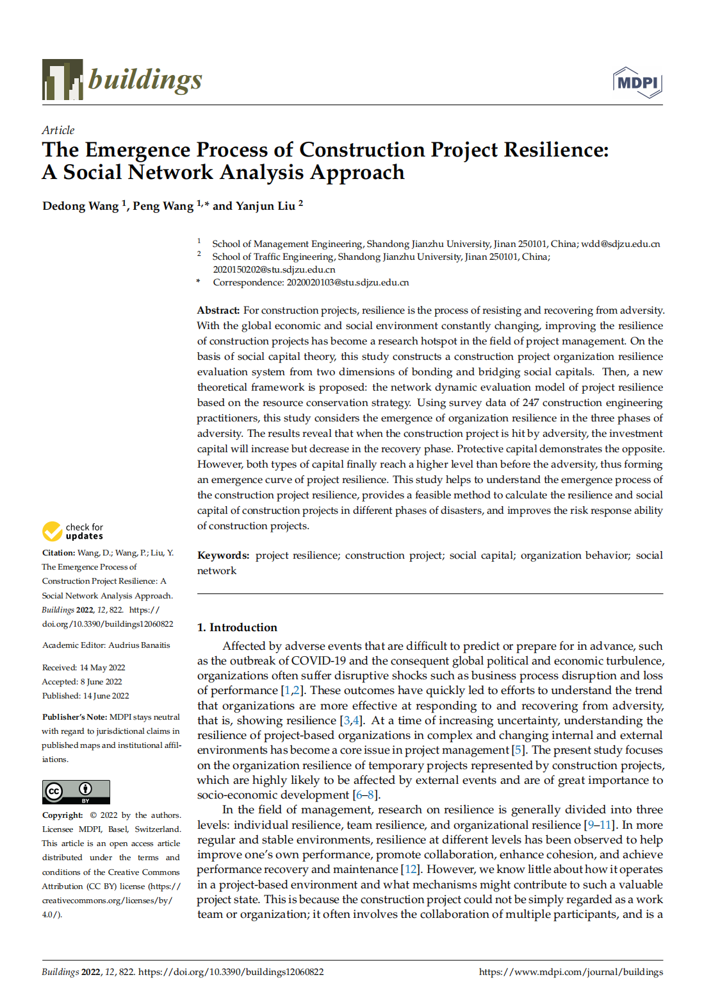 buildings
MDPI
Article
The Emergence Process of Construction Project Resilience:
A Social Network Analysis Approach
Dedong Wang 1, Peng Wang 1,* and Yanjun Liu 2
1 School of Management Engineering, Shandong Jianzhu University, Jinan 250101, China; wdd@sdjzu.edu.cn
2 School of Traffic Engineering, Shandong Jianzhu University, Jinan 250101, China;
2020150202@stu.sdjzu.edu.cn
* Correspondence: 2020020103@stu.sdjzu.edu.cn
Abstract: For construction projects, resilience is the process of resisting and recovering from adversity.
With the global economic and social environment constantly changing, improving the resilience
of construction projects has become a research hotspot in the field of project management. On the
basis of social capital theory, this study constructs a construction project organization resilience
evaluation system from two dimensions of bonding and bridging social capitals. Then, a new
theoretical framework is proposed: the network dynamic evaluation model of project resilience
based on the resource conservation strategy. Using survey data of 247 construction engineering
practitioners, this study considers the emergence of organization resilience in the three phases of
adversity. The results reveal that when the construction project is hit by adversity, the investment
capital will increase but decrease in the recovery phase. Protective capital demonstrates the opposite.
However, both types of capital finally reach a higher level than before the adversity, thus forming
an emergence curve of project resilience. This study helps to understand the emergence process of
the construction project resilience, provides a feasible method to calculate the resilience and social
capital of construction projects in different phases of disasters, and improves the risk response ability
of construction projects.
Keywords: project resilience; construction project; social capital; organization behavior; social
network
check for
updates
Citation: Wang, D.; Wang, P.; Liu, Y.
The Emergence Process of
Construction Project Resilience: A
Social Network Analysis Approach.
Buildings 2022, 12, 822. https://
doi.org/10.3390/buildings12060822
Academic Editor: Audrius Banaitis
Received: 14 May 2022
Accepted: 8 June 2022
Published: 14 June 2022
Publisher's Note: MDPI stays neutral
with regard to jurisdictional claims in
published maps and institutional affil-
iations.
cc
BY
Copyright: © 2022 by the authors.
Licensee MDPI, Basel, Switzerland.
This article is an open access article
distributed under the terms and
conditions of the Creative Commons
Attribution (CC BY) license (https://
creativecommons.org/licenses/by/
4.0/).
1. Introduction
Affected by adverse events that are difficult to predict or prepare for in advance, such
as the outbreak of COVID-19 and the consequent global political and economic turbulence,
organizations often suffer disruptive shocks such as business process disruption and loss
of performance [1,2]. These outcomes have quickly led to efforts to understand the trend
that organizations are more effective at responding to and recovering from adversity,
that is, showing resilience [3,4]. At a time of increasing uncertainty, understanding the
resilience of project-based organizations in complex and changing internal and external
environments has become a core issue in project management [5]. The present study focuses
on the organization resilience of temporary projects represented by construction projects,
which are highly likely to be affected by external events and are of great importance to
socio-economic development [6–8].
In the field of management, research on resilience is generally divided into three
levels: individual resilience, team resilience, and organizational resilience [9–11]. In more
regular and stable environments, resilience at different levels has been observed to help
improve one's own performance, promote collaboration, enhance cohesion, and achieve
performance recovery and maintenance [12]. However, we know little about how it operates
in a project-based environment and what mechanisms might contribute to such a valuable
project state. This is because the construction project could not be simply regarded as a work
team or organization; it often involves the collaboration of multiple participants, and is a
Buildings 2022, 12, 822. https://doi.org/10.3390/buildings12060822
https://www.mdpi.com/journal/buildings